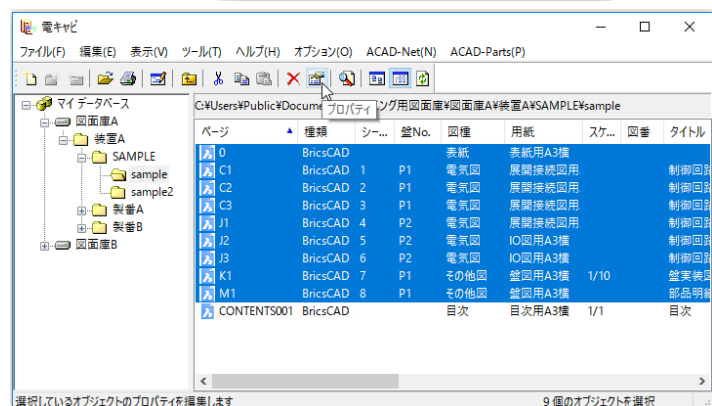 電キャビ
ファイル(F) 編集(E) 表示(V) ツール(T) ヘルプ(H) オプション(O) ACAD-Net(N) ACAD-Parts(P)
マイ データベース
図面庫A
装置A
SAMPLE
sample
sample2
製番A
製番B
図面庫B
C:¥Users¥Public¥Docume ング用図面庫¥図面庫A¥装置A¥SAMPLE¥sample
プロパティ
ページ 種類 シー... 盤No. 図種 用紙 スケ... 図番 タイトル
0 BricsCAD 表紙 表紙用A3横
C1 BricsCAD 1 P1 電気図 展開接続図用 制御回路
C2 BricsCAD 2 P1 電気図 展開接続図用 制御回路
C3 BricsCAD 3 P1 電気図 展開接続図用 制御回路
J1 BricsCAD 4 P2 電気図 展開接続図用 制御回路
J2 BricsCAD 5 P2 電気図 IO図用A3横 制御回路
J3 BricsCAD 6 P2 電気図 IO図用A3横 制御回路
K1 BricsCAD 7 P1 その他図 盤図用A3横 1/10 盤実装図
M1 BricsCAD 8 P1 その他図 盤図用A3横 部品明細
CONTENTS001 BricsCAD 目次 目次用A3横 1/1 目次
選択しているオブジェクトのプロパティを編集します 9 個のオブジェクトを選択